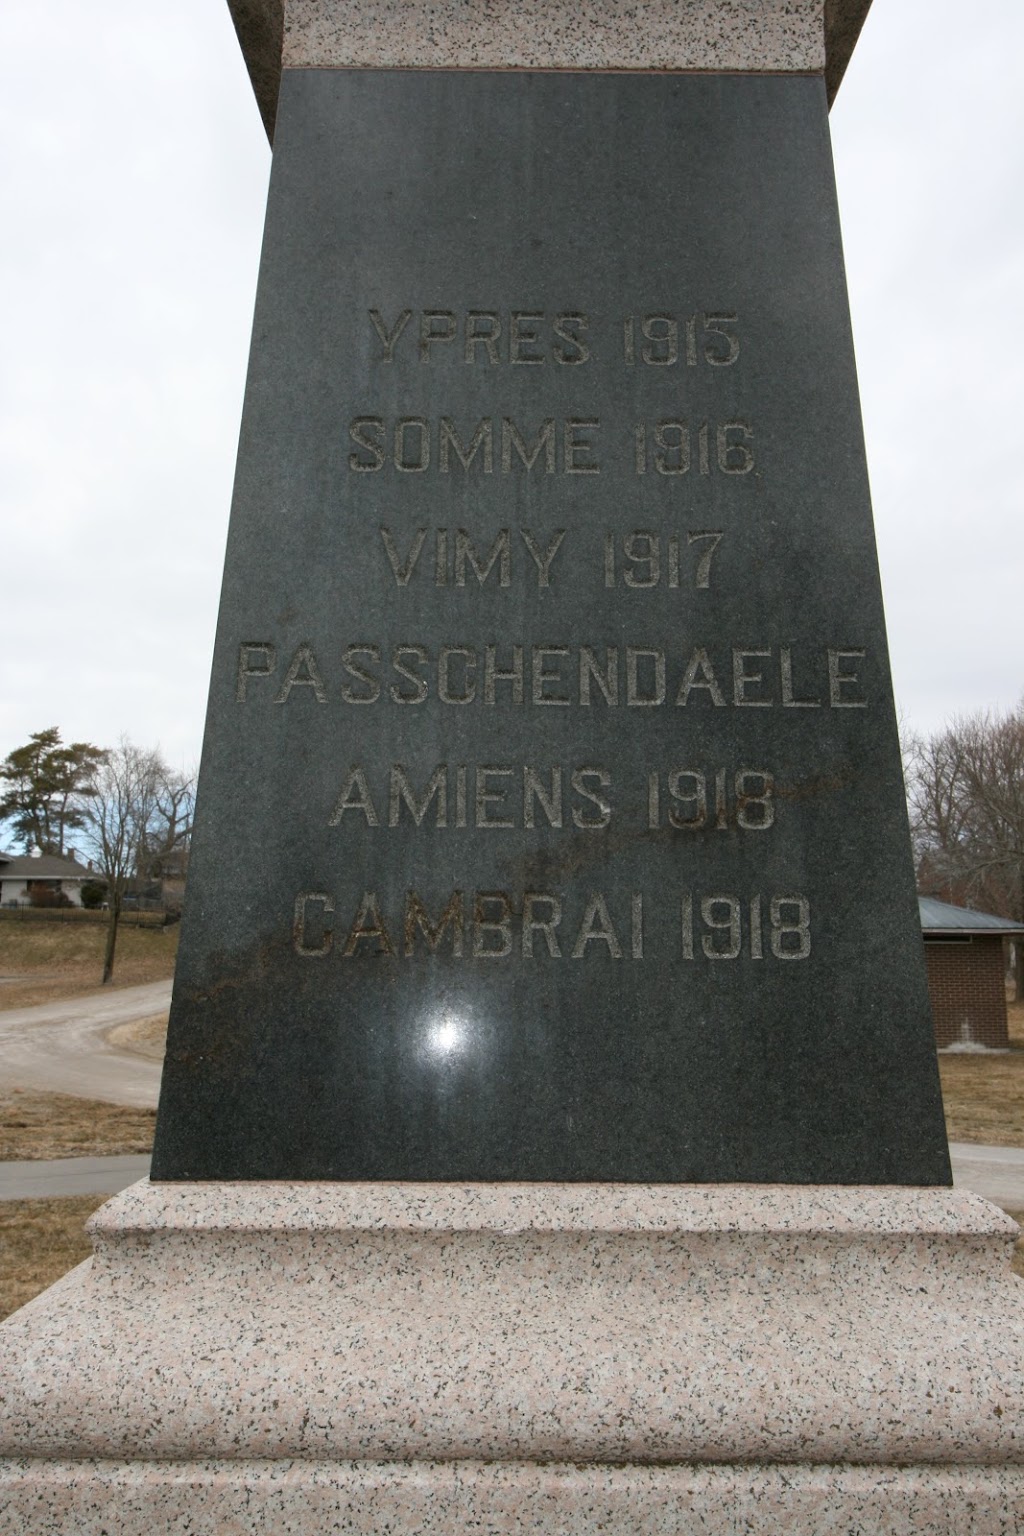 YPRES 1915
SOMME 1916
VIMY 1917
PASSCHENDAELE
AMIENS 1918
CAMBRAI 1918